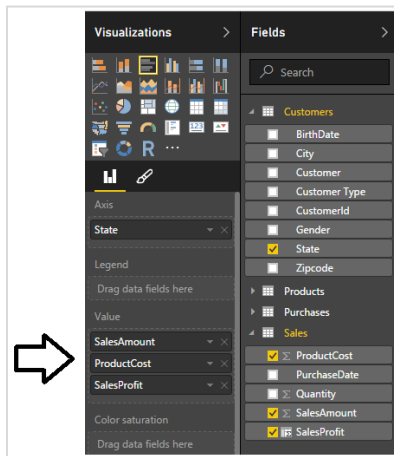 Visualizations
Axis
State
Legend
Drag data fields here
Value
SalesAmount
ProductCost
SalesProfit
Color saturation
Drag data fields here
Fields
Search
Customers
BirthDate
City
Customer
Customer Type
CustomerId
Gender
State
Zipcode
Products
Purchases
Sales
Σ ProductCost
PurchaseDate
Σ Quantity
Σ SalesAmount
SalesProfit
R
123